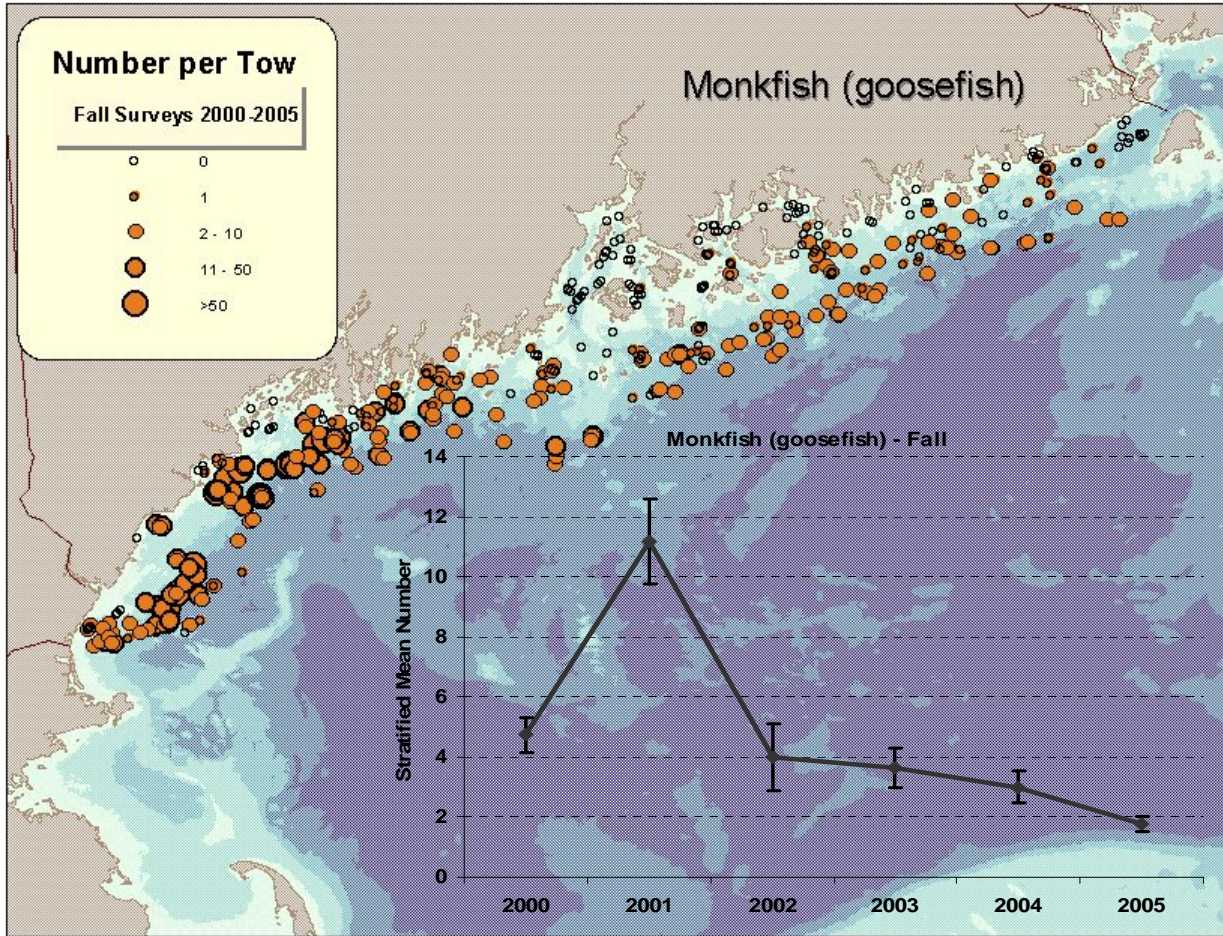 Number per Tow
Fall Surveys 2000-2005
0
1
2 - 10
11 - 50
>50
Monkfish (goosefish)
Monkfish (goosefish) - Fall
Stratified Mean Number
14
12
10
8
6
4
2
0
2000 2001 2002 2003 2004 2005